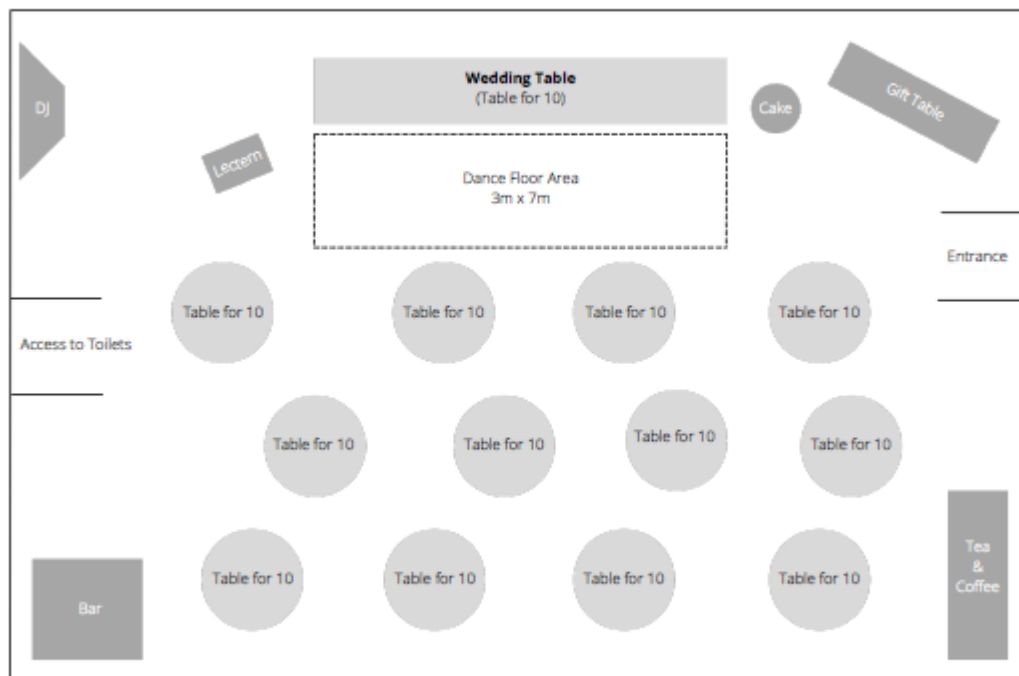 Wedding Table
(Table for 10)
DJ
Cake
Gift Table
Lectern
Dance Floor Area
3m x 7m
Entrance
Table for 10
Table for 10
Table for 10
Table for 10
Access to Toilets
Table for 10
Table for 10
Table for 10
Table for 10
Table for 10
Table for 10
Table for 10
Table for 10
Tea
&
Coffee
Bar